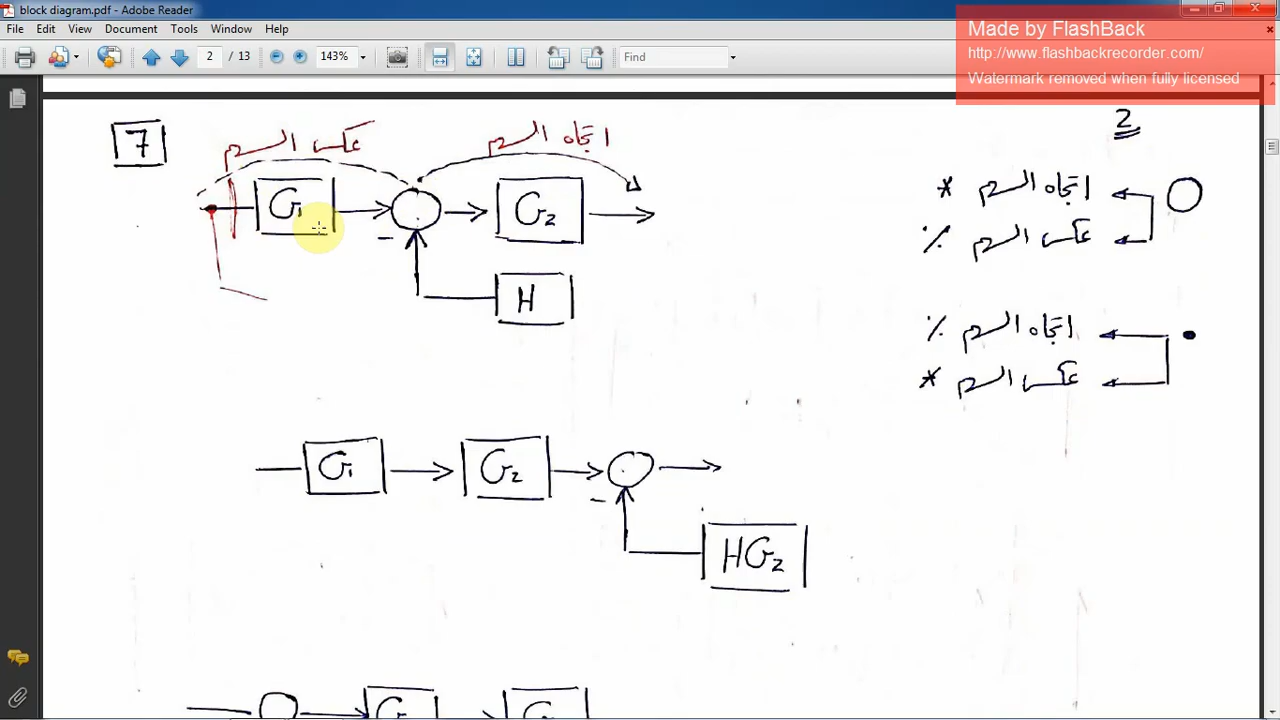 block diagram.pdf - Adobe Reader
File Edit View Document Tools Window Help
2 / 13 143% Find
Made by FlashBack
http://www.flashbackrecorder.com/
Watermark removed when fully licensed
2
7
عكس السهم
اتجاه السهم
G₁
G₂
-
H
* اتجاه السهم
٪ عكس السهم
٪ اتجاه السهم
* عكس السهم
G₁
G₂
-
HG₂